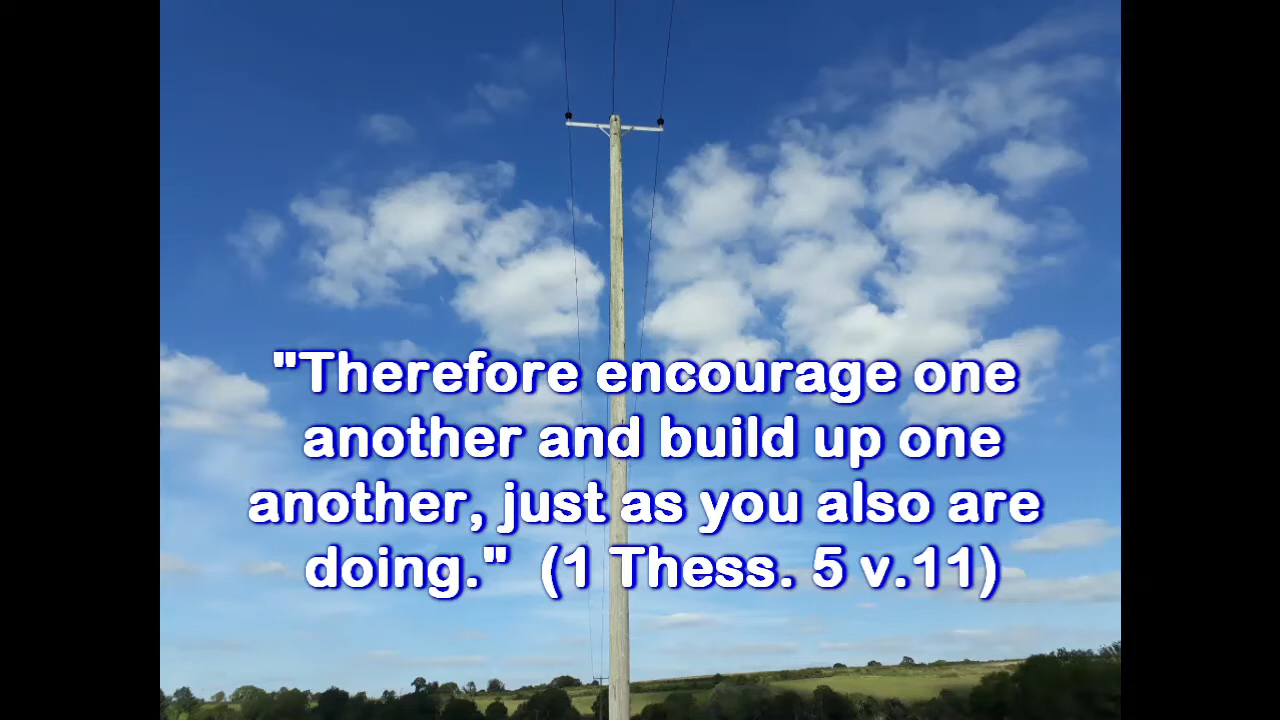 "Therefore encourage one
another and build up one
another, just as you also are
doing."  (1 Thess. 5 v.11)